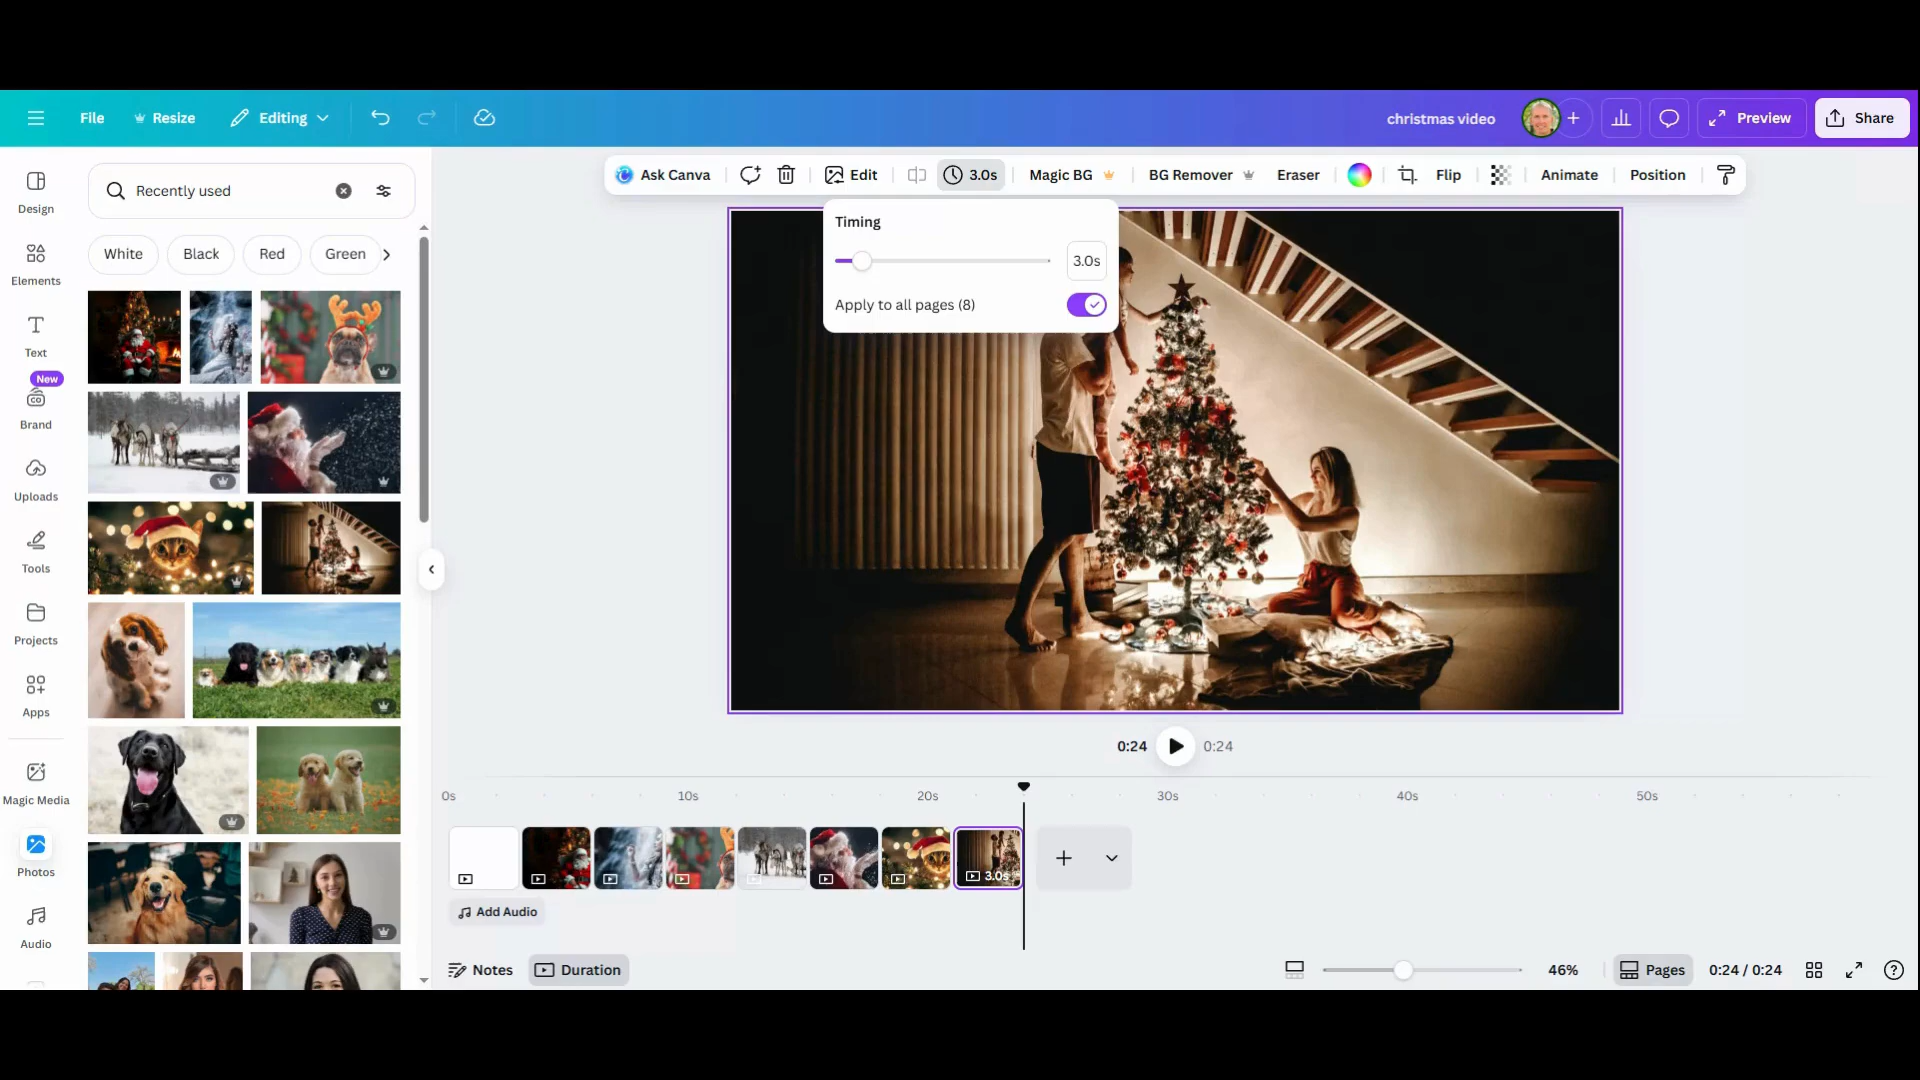 File
Resize
Editing
christmas video
Preview
Share
Design
Elements
Text
New
Brand
Uploads
Tools
Projects
Apps
Magic Media
Photos
Audio
Recently used
White
Black
Red
Green
Ask Canva
Edit
3.0s
Magic BG
BG Remover
Eraser
Flip
Animate
Position
Timing
3.0s
Apply to all pages (8)
0:24
0:24
0s
10s
20s
30s
40s
50s
3.0s
Add Audio
Notes
Duration
46%
Pages
0:24 / 0:24